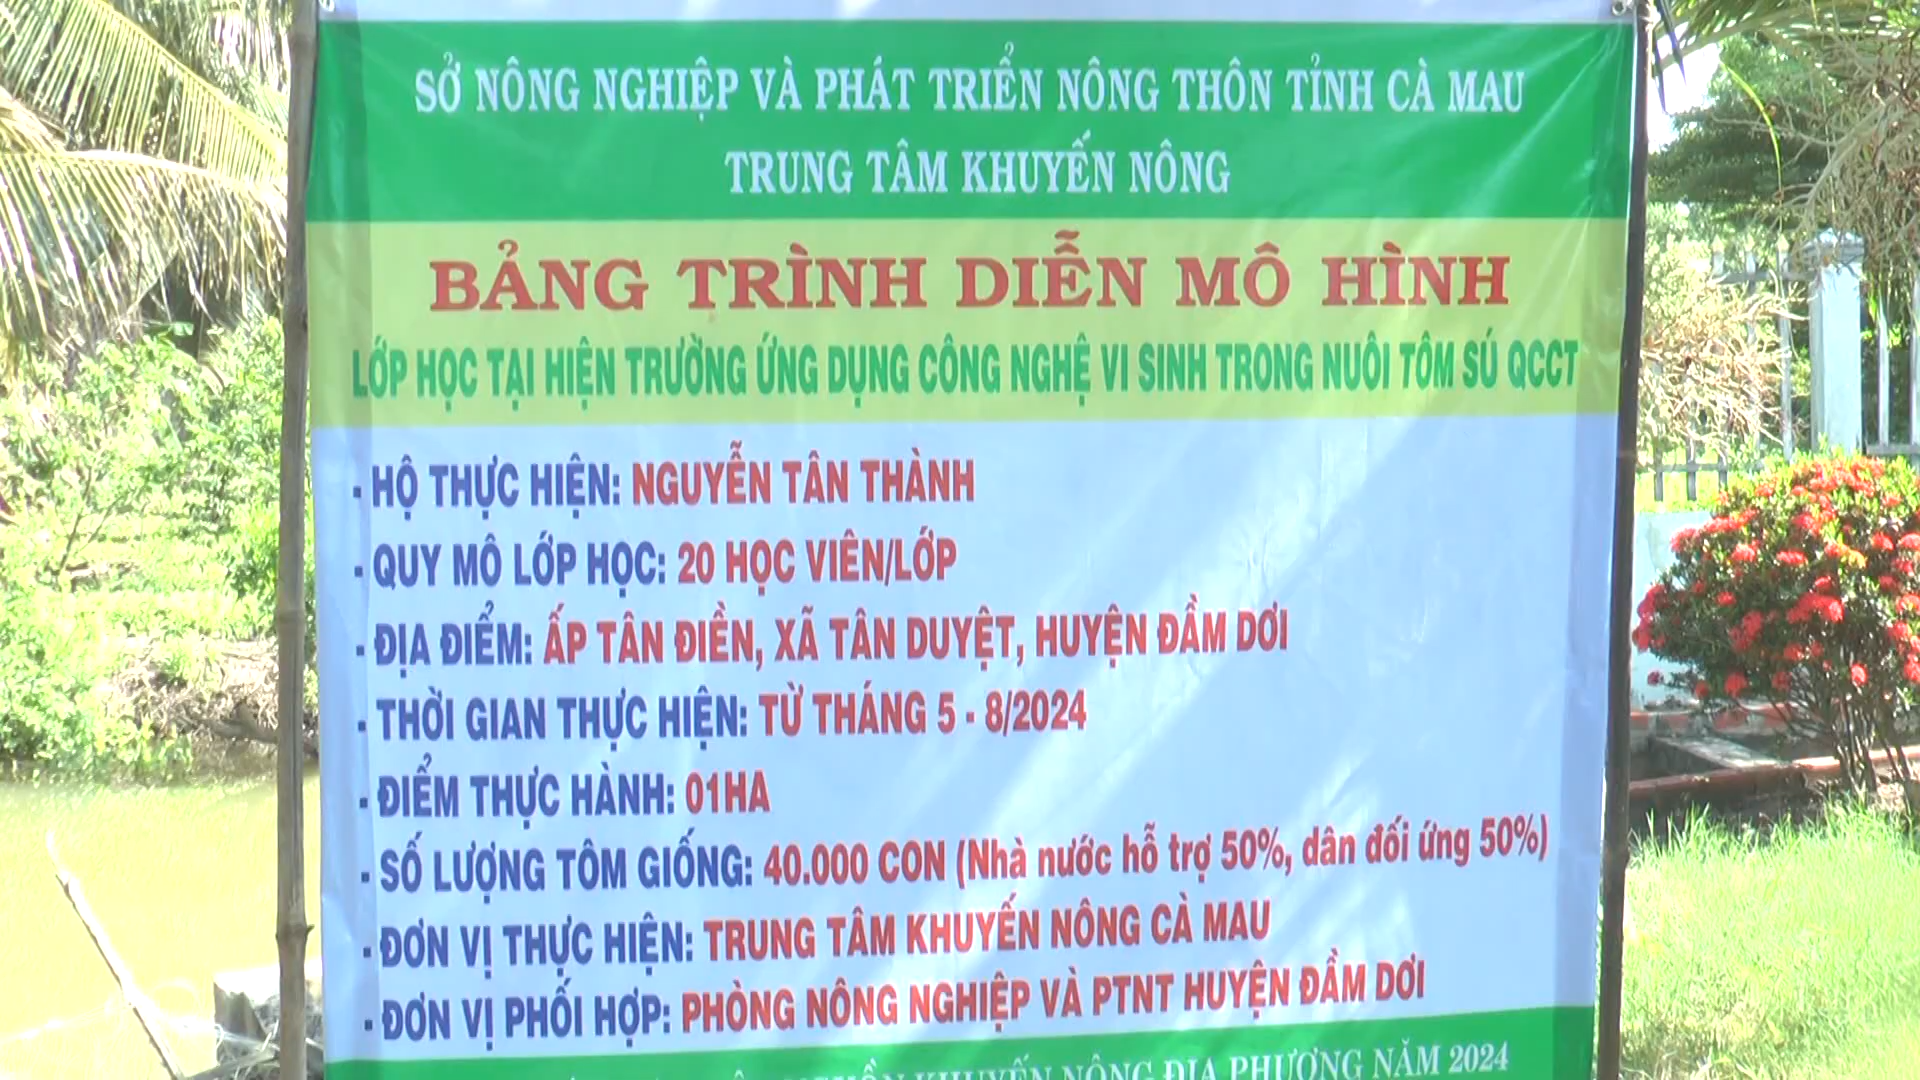 SỞ NÔNG NGHIỆP VÀ PHÁT TRIỂN NÔNG THÔN TỈNH CÀ MAU
TRUNG TÂM KHUYẾN NÔNG
BẢNG TRÌNH DIỄN MÔ HÌNH
LỚP HỌC TẠI HIỆN TRƯỜNG ỨNG DỤNG CÔNG NGHỆ VI SINH TRONG NUÔI TÔM SÚ QCCT
- HỘ THỰC HIỆN: NGUYỄN TÂN THÀNH
- QUY MÔ LỚP HỌC: 20 HỌC VIÊN/LỚP
- ĐỊA ĐIỂM: ẤP TÂN ĐIỀN, XÃ TÂN DUYỆT, HUYỆN ĐẦM DƠI
- THỜI GIAN THỰC HIỆN: TỪ THÁNG 5 - 8/2024
- ĐIỂM THỰC HÀNH: 01HA
- SỐ LƯỢNG TÔM GIỐNG: 40.000 CON (Nhà nước hỗ trợ 50%, dân đối ứng 50%)
- ĐƠN VỊ THỰC HIỆN: TRUNG TÂM KHUYẾN NÔNG CÀ MAU
- ĐƠN VỊ PHỐI HỢP: PHÒNG NÔNG NGHIỆP VÀ PTNT HUYỆN ĐẦM DƠI
KHUYẾN NÔNG ĐỊA PHƯƠNG NĂM 2024